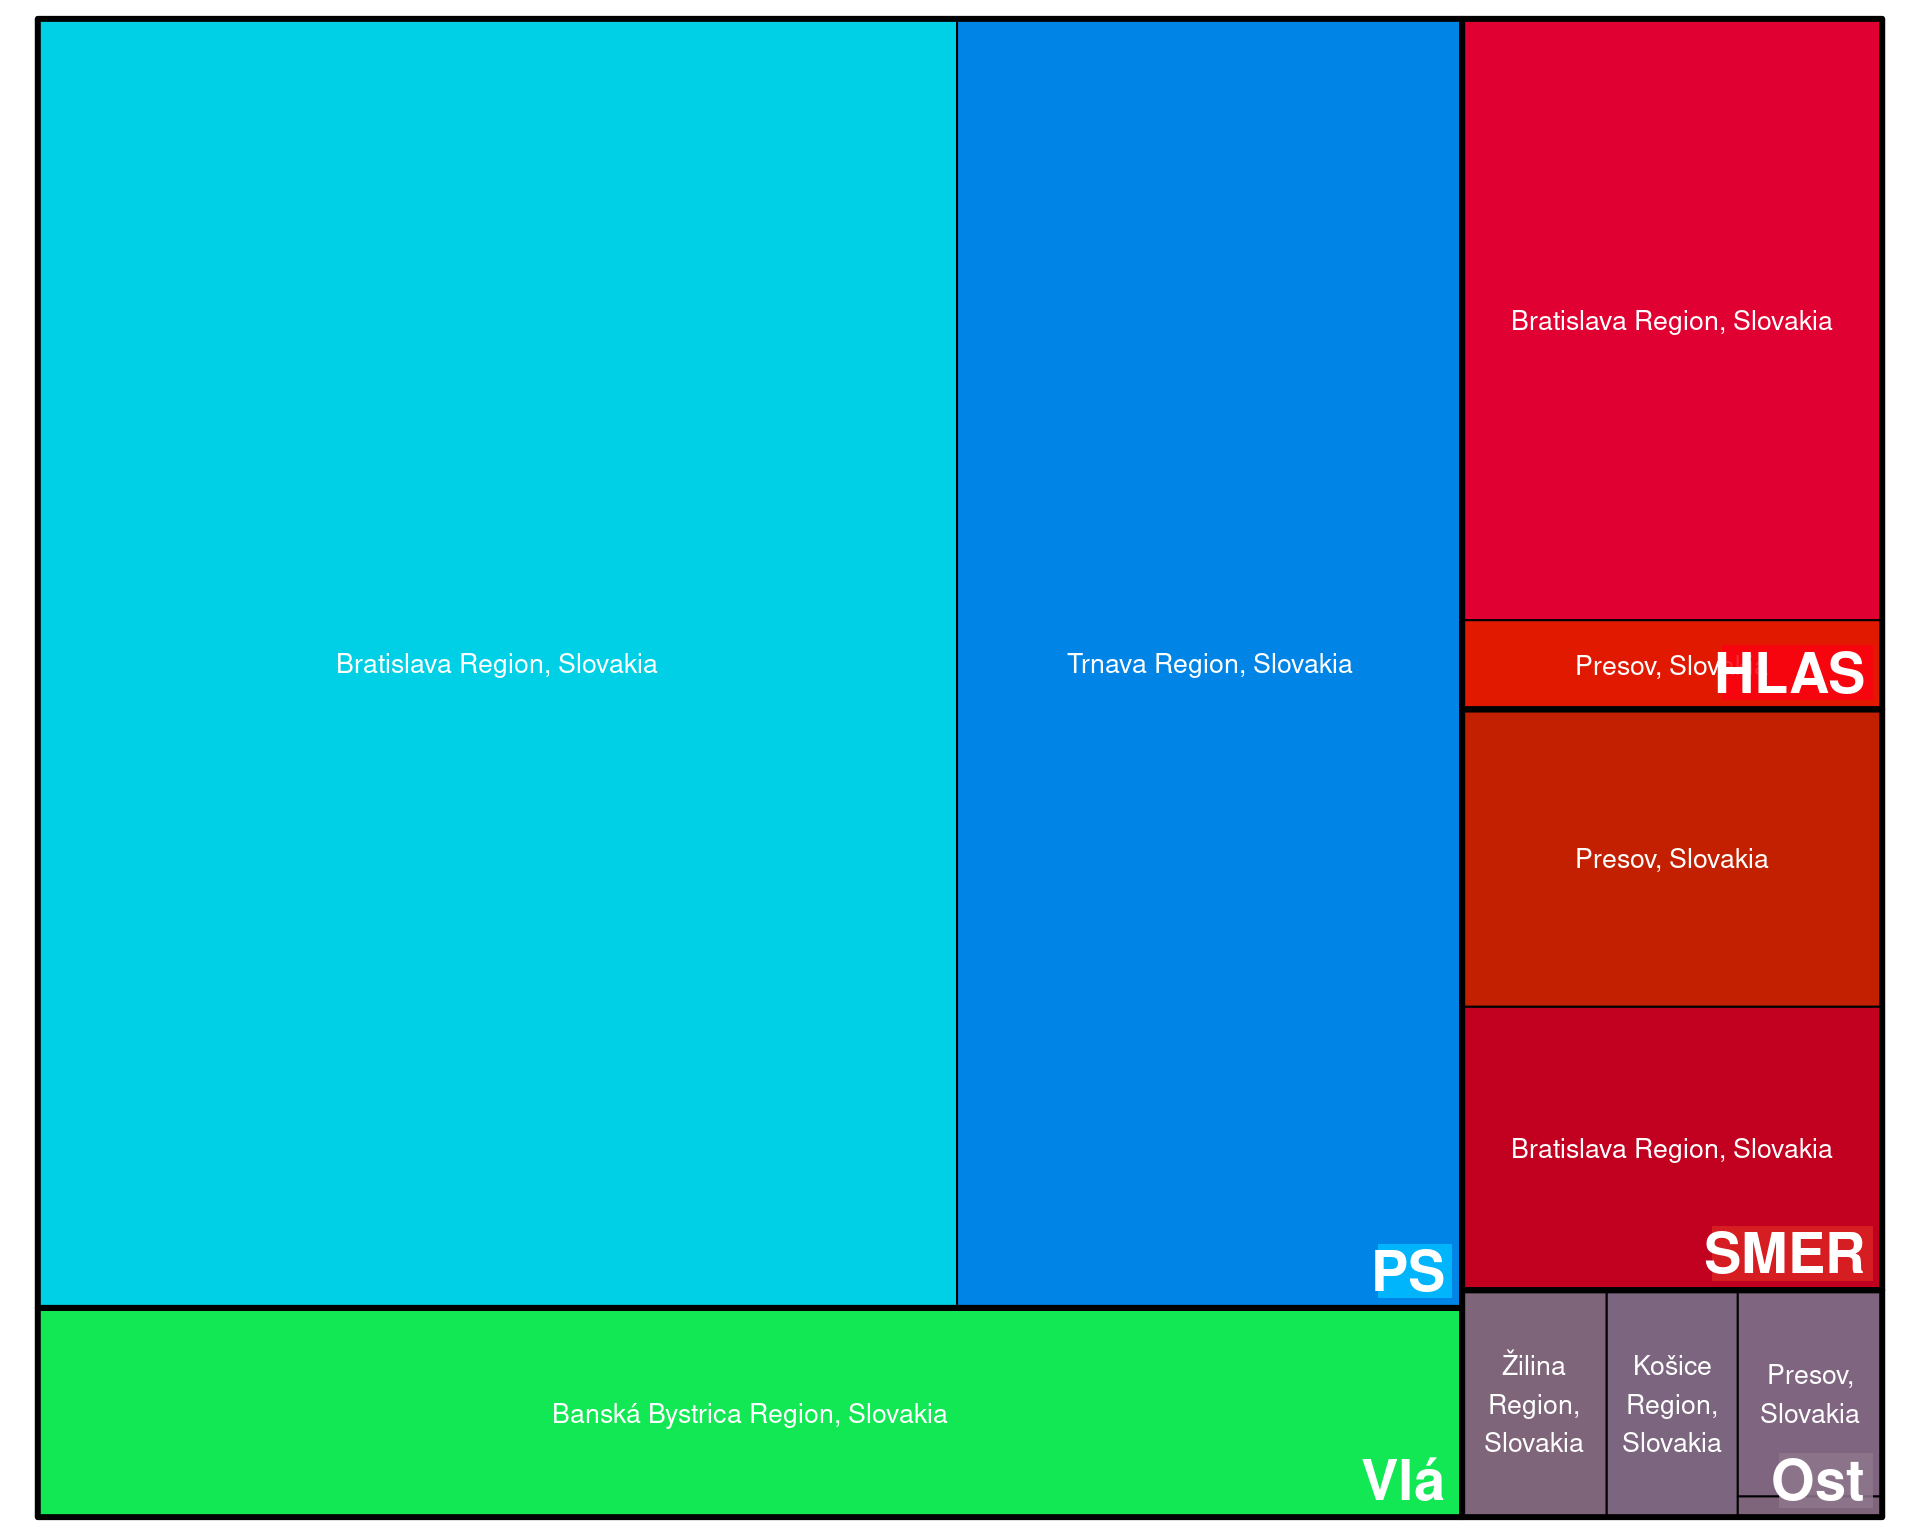 Bratislava Region, Slovakia
Trnava Region, Slovakia
PS
Banská Bystrica Region, Slovakia
Vlá
Bratislava Region, Slovakia
Presov, Slov
HLAS
Presov, Slovakia
Bratislava Region, Slovakia
SMER
Žilina
Region,
Slovakia
Košice
Region,
Slovakia
Presov,
Slovakia
Ost